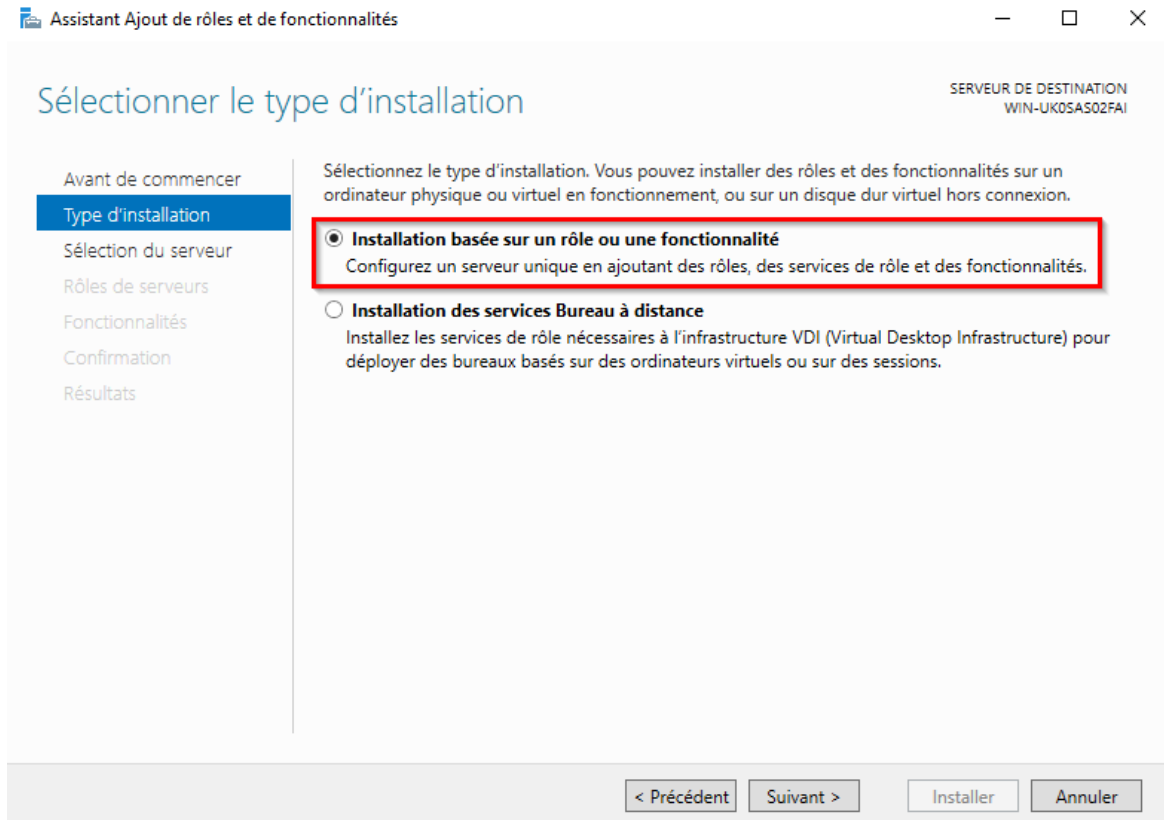 Assistant Ajout de rôles et de fonctionnalités
Sélectionner le type d’installation
SERVEUR DE DESTINATION
WIN-UK0SAS02FAI
Avant de commencer
Type d’installation
Sélection du serveur
Rôles de serveurs
Fonctionnalités
Confirmation
Résultats
Sélectionnez le type d’installation. Vous pouvez installer des rôles et des fonctionnalités sur un
ordinateur physique ou virtuel en fonctionnement, ou sur un disque dur virtuel hors connexion.
Installation basée sur un rôle ou une fonctionnalité
Configurez un serveur unique en ajoutant des rôles, des services de rôle et des fonctionnalités.
Installation des services Bureau à distance
Installez les services de rôle nécessaires à l’infrastructure VDI (Virtual Desktop Infrastructure) pour
déployer des bureaux basés sur des ordinateurs virtuels ou sur des sessions.
< Précédent
Suivant >
Installer
Annuler